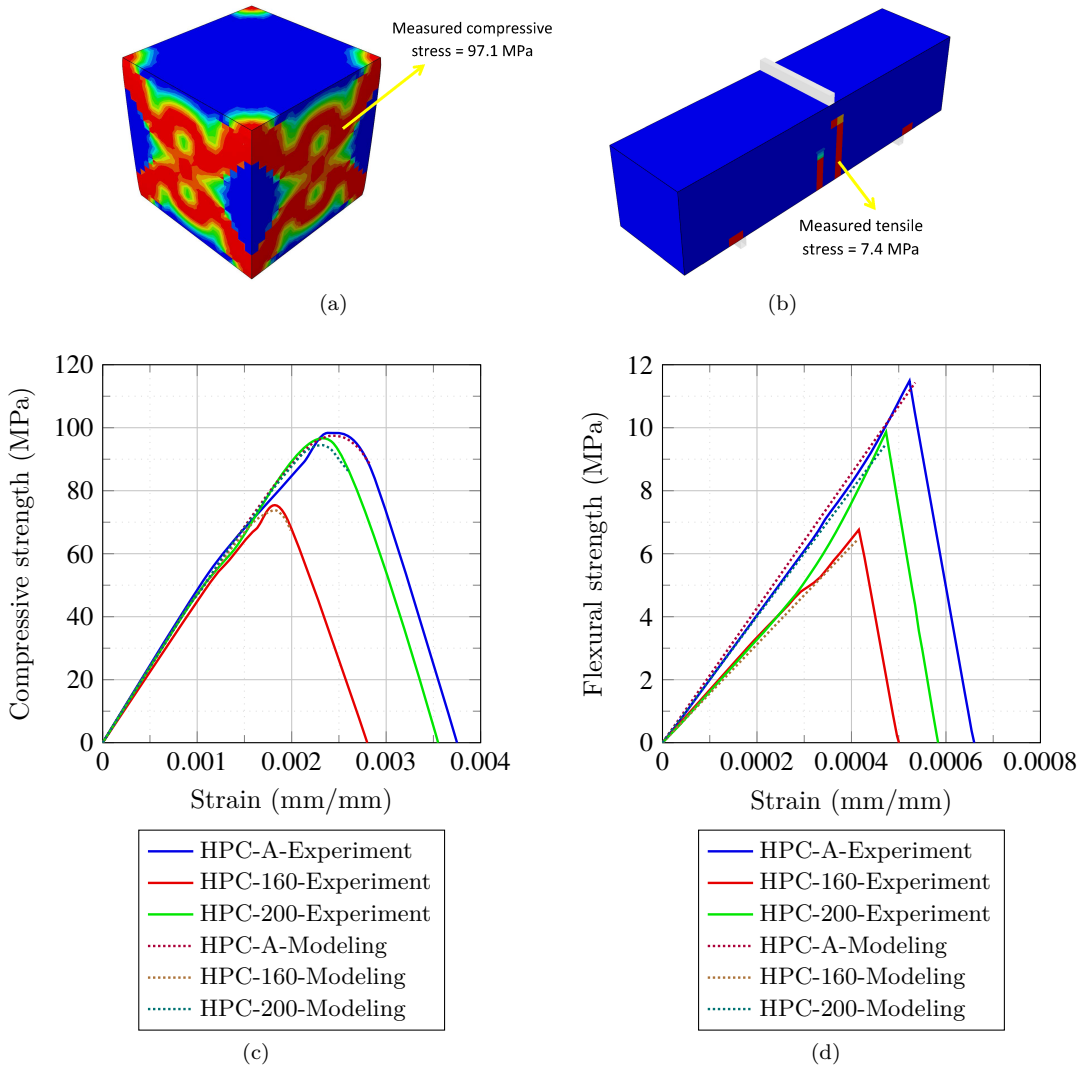 Measured compressive
stress = 97.1 MPa
Measured tensile
stress = 7.4 MPa
(a)
(b)
Compressive strength (MPa)
120
100
80
60
40
20
0
0
0.001
0.002
0.003
0.004
Strain (mm/mm)
HPC-A-Experiment
HPC-160-Experiment
HPC-200-Experiment
HPC-A-Modeling
HPC-160-Modeling
HPC-200-Modeling
(c)
Flexural strength (MPa)
12
10
8
6
4
2
0
0
0.0002
0.0004
0.0006
0.0008
Strain (mm/mm)
HPC-A-Experiment
HPC-160-Experiment
HPC-200-Experiment
HPC-A-Modeling
HPC-160-Modeling
HPC-200-Modeling
(d)